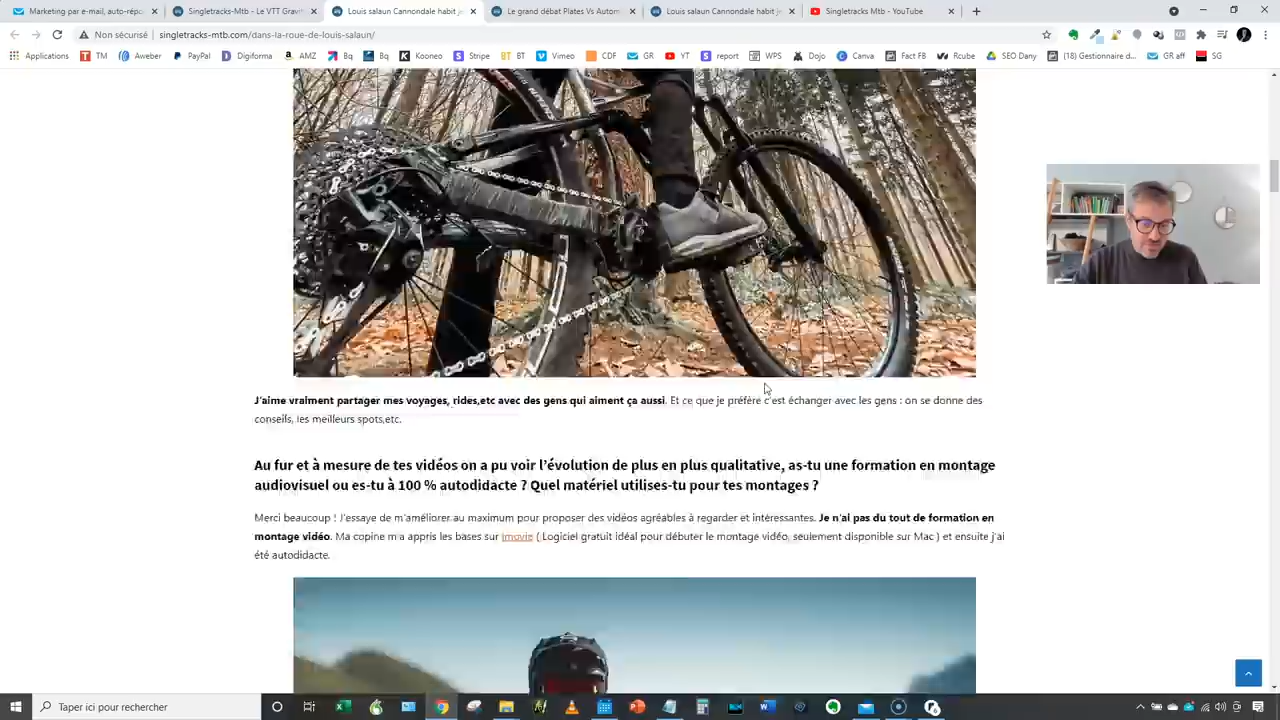 Marketing par e-mail, auto-répo
Singletracks-Mtb - Le VTT Gravit
Louis salaun Cannondale habit je
Le grand débat Plates Vs Autom
Louis salaun Cannondale habit je
Singletracks Mtb - YouTube
Non sécurisé | singletracks-mtb.com/dans-la-roue-de-louis-salaun/
Applications TM Aweber PayPal Digiforma AMZ Bq Bq Kooneo Stripe BT Vimeo CDF GR YT report WPS Dojo Canva Fact FB Rcube SEO Dany (18) Gestionnaire d... GR aff SG
J'aime vraiment partager mes voyages, rides,etc avec des gens qui aiment ça aussi. Et ce que je préfère c'est échanger avec les gens : on se donne des
conseils, les meilleurs spots,etc.
Au fur et à mesure de tes vidéos on a pu voir l'évolution de plus en plus qualitative, as-tu une formation en montage
audiovisuel ou es-tu à 100 % autodidacte ? Quel matériel utilises-tu pour tes montages ?
Merci beaucoup ! J'essaye de m'améliorer au maximum pour proposer des vidéos agréables à regarder et intéressantes. Je n'ai pas du tout de formation en
montage vidéo. Ma copine m'a appris les bases sur imovie ( Logiciel gratuit idéal pour débuter le montage vidéo, seulement disponible sur Mac ) et ensuite j'ai
été autodidacte.
Taper ici pour rechercher